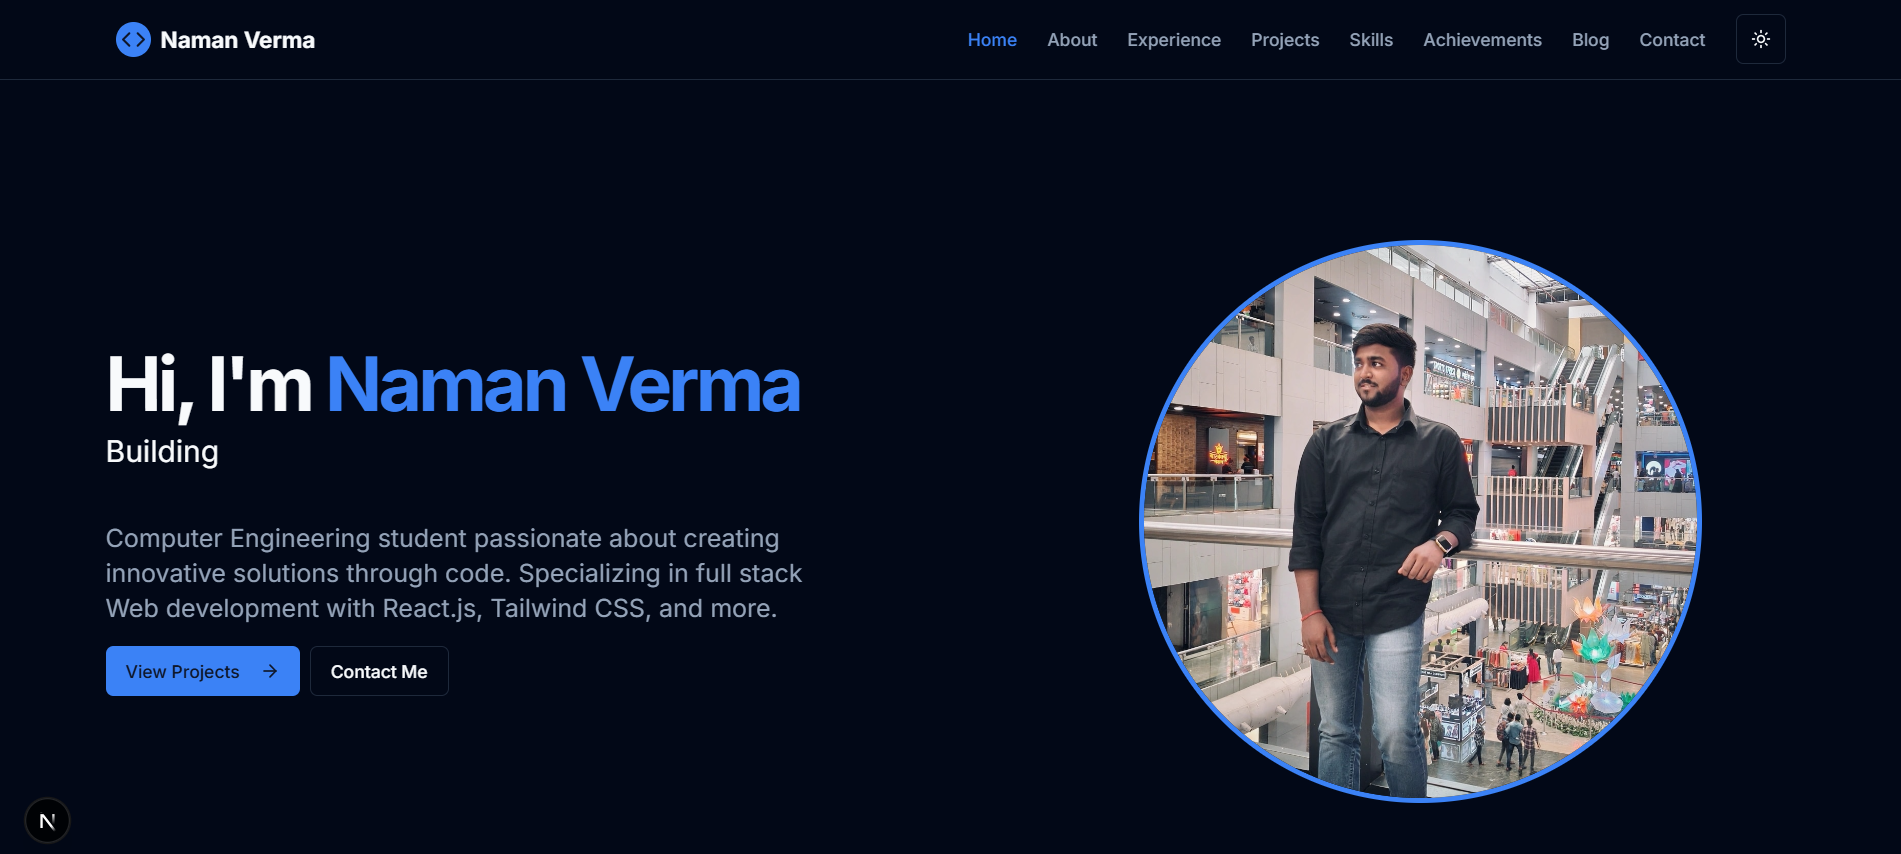 Naman Verma
Home About Experience Projects Skills Achievements Blog Contact
Hi, I'm Naman Verma
Building
Computer Engineering student passionate about creating
innovative solutions through code. Specializing in full stack
Web development with React.js, Tailwind CSS, and more.
View Projects Contact Me
N